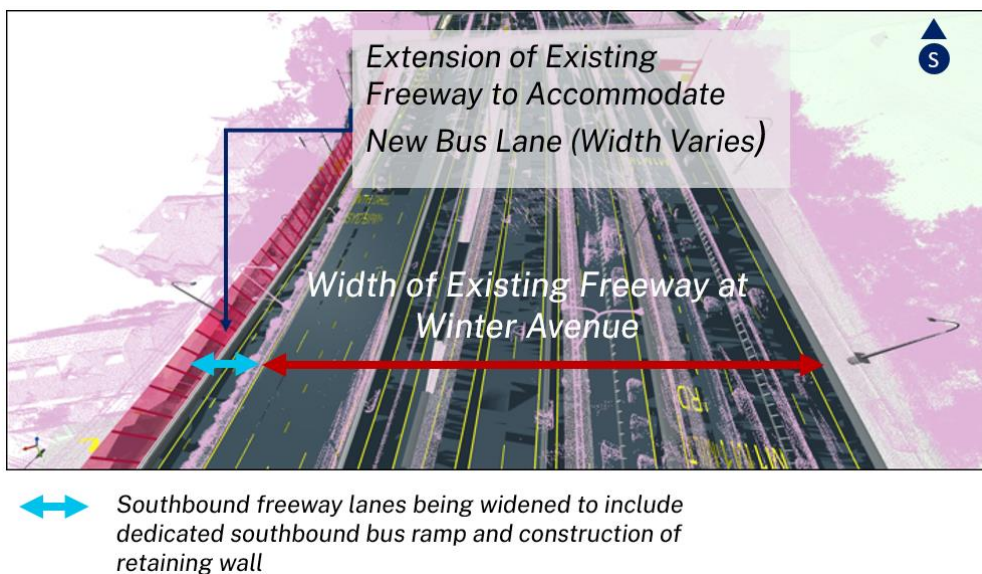 Extension of Existing
Freeway to Accommodate
New Bus Lane (Width Varies)
S
Width of Existing Freeway at
Winter Avenue
Southbound freeway lanes being widened to include
dedicated southbound bus ramp and construction of
retaining wall